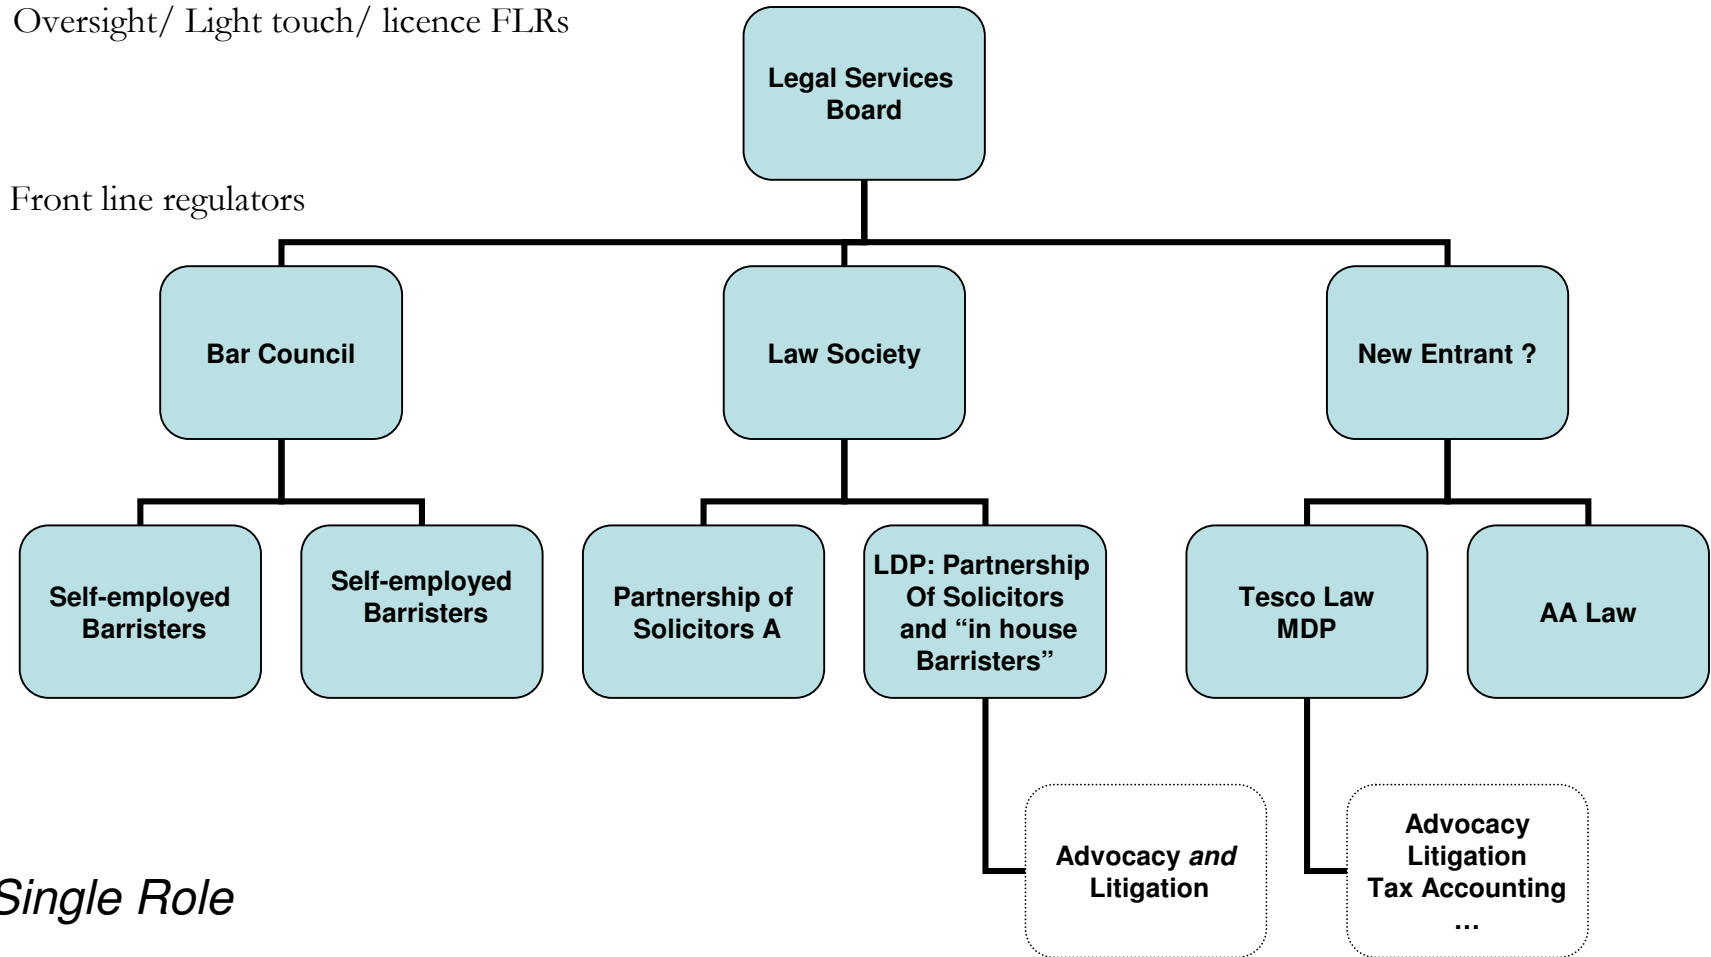 Oversight/ Light touch/ licence FLRs
Legal Services
Board
Front line regulators
Bar Council
Law Society
New Entrant ?
Self-employed
Barristers
Self-employed
Barristers
Partnership of
Solicitors A
LDP: Partnership
Of Solicitors
and “in house
Barristers”
Tesco Law
MDP
AA Law
Advocacy and
Litigation
Advocacy
Litigation
Tax Accounting
...
Single Role